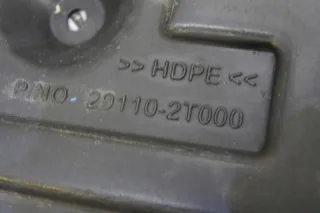 >> HDPE <<
P/NO. 29110-2T000